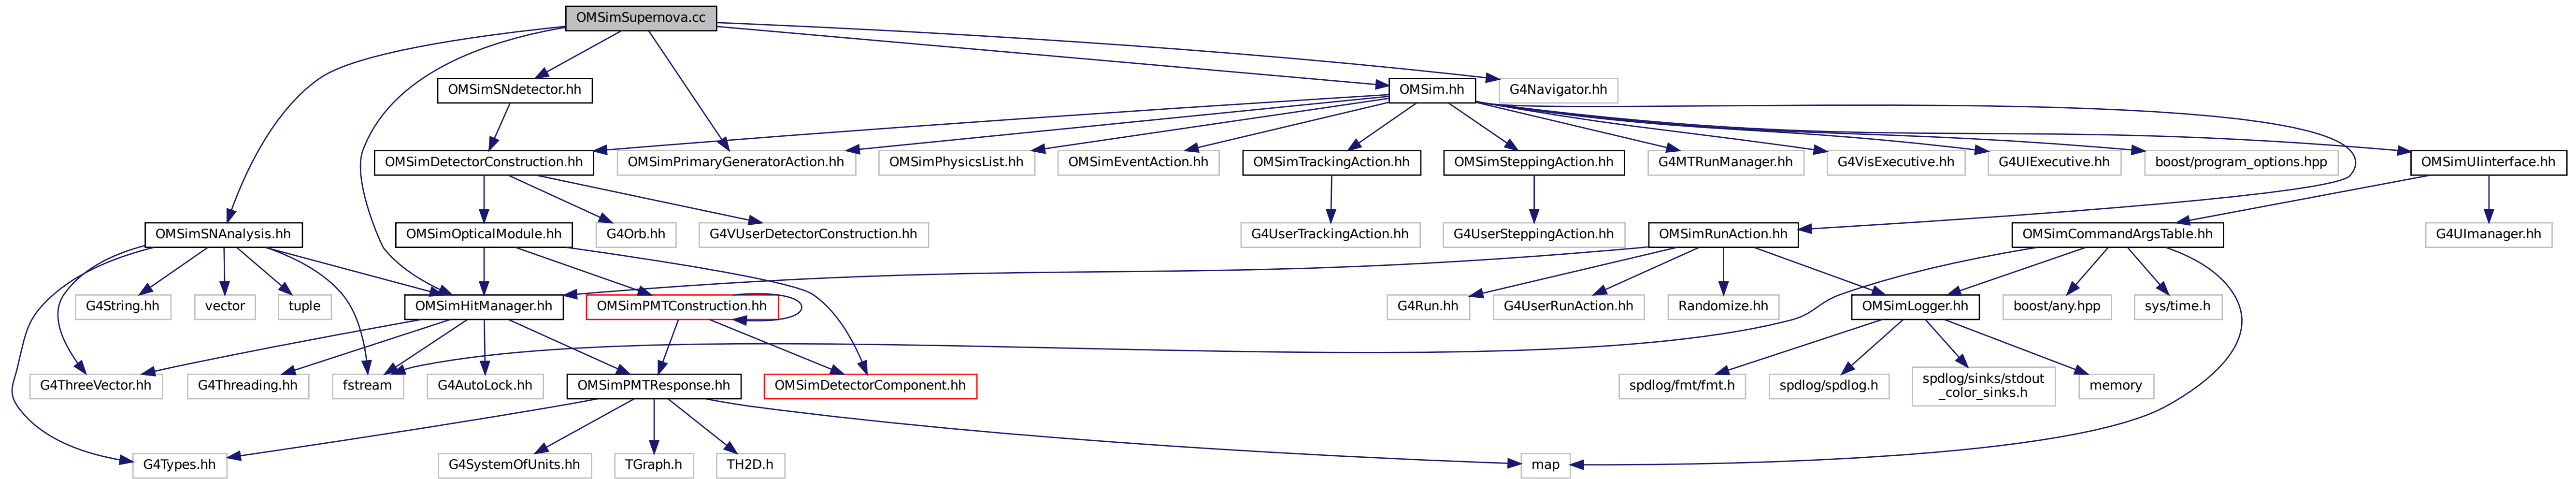 OMSimSupernova.cc
OMSimSNdetector.hh
OMSim.hh
G4Navigator.hh
OMSimDetectorConstruction.hh
OMSimPrimaryGeneratorAction.hh
OMSimPhysicsList.hh
OMSimEventAction.hh
OMSimTrackingAction.hh
OMSimSteppingAction.hh
G4MTRunManager.hh
G4VisExecutive.hh
G4UIExecutive.hh
boost/program_options.hpp
OMSimUIinterface.hh
OMSimSNAnalysis.hh
OMSimOpticalModule.hh
G4Orb.hh
G4VUserDetectorConstruction.hh
G4UserTrackingAction.hh
G4UserSteppingAction.hh
OMSimRunAction.hh
OMSimCommandArgsTable.hh
G4UImanager.hh
G4String.hh
vector
tuple
OMSimHitManager.hh
OMSimPMTConstruction.hh
G4Run.hh
G4UserRunAction.hh
Randomize.hh
OMSimLogger.hh
boost/any.hpp
sys/time.h
G4ThreeVector.hh
G4Threading.hh
fstream
G4AutoLock.hh
OMSimPMTResponse.hh
OMSimDetectorComponent.hh
spdlog/fmt/fmt.h
spdlog/spdlog.h
spdlog/sinks/stdout
_color_sinks.h
memory
G4Types.hh
G4SystemOfUnits.hh
TGraph.h
TH2D.h
map